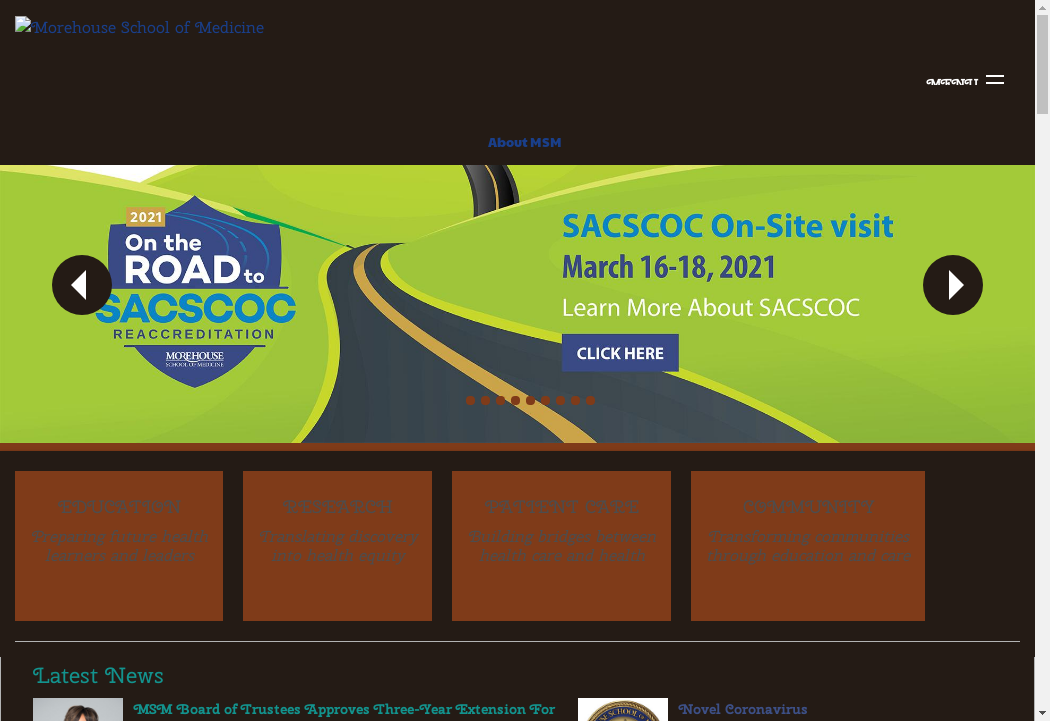 Morehouse School of Medicine
About MSM
2021
On the
ROAD to
SACSCOC
REACCREDITATION
MOREHOUSE
SCHOOL OF MEDICINE
SACSCOC On-Site visit
March 16-18, 2021
Learn More About SACSCOC
CLICK HERE
EDUCATION
RESEARCH
PATIENT CARE
COMMUNITY
Preparing future health
learners and leaders
Translating discovery
into health equity
Building bridges between
health care and health
Transforming communities
through education and care
Latest News
MSM Board of Trustees Approves Three-Year Extension For
Novel Coronavirus